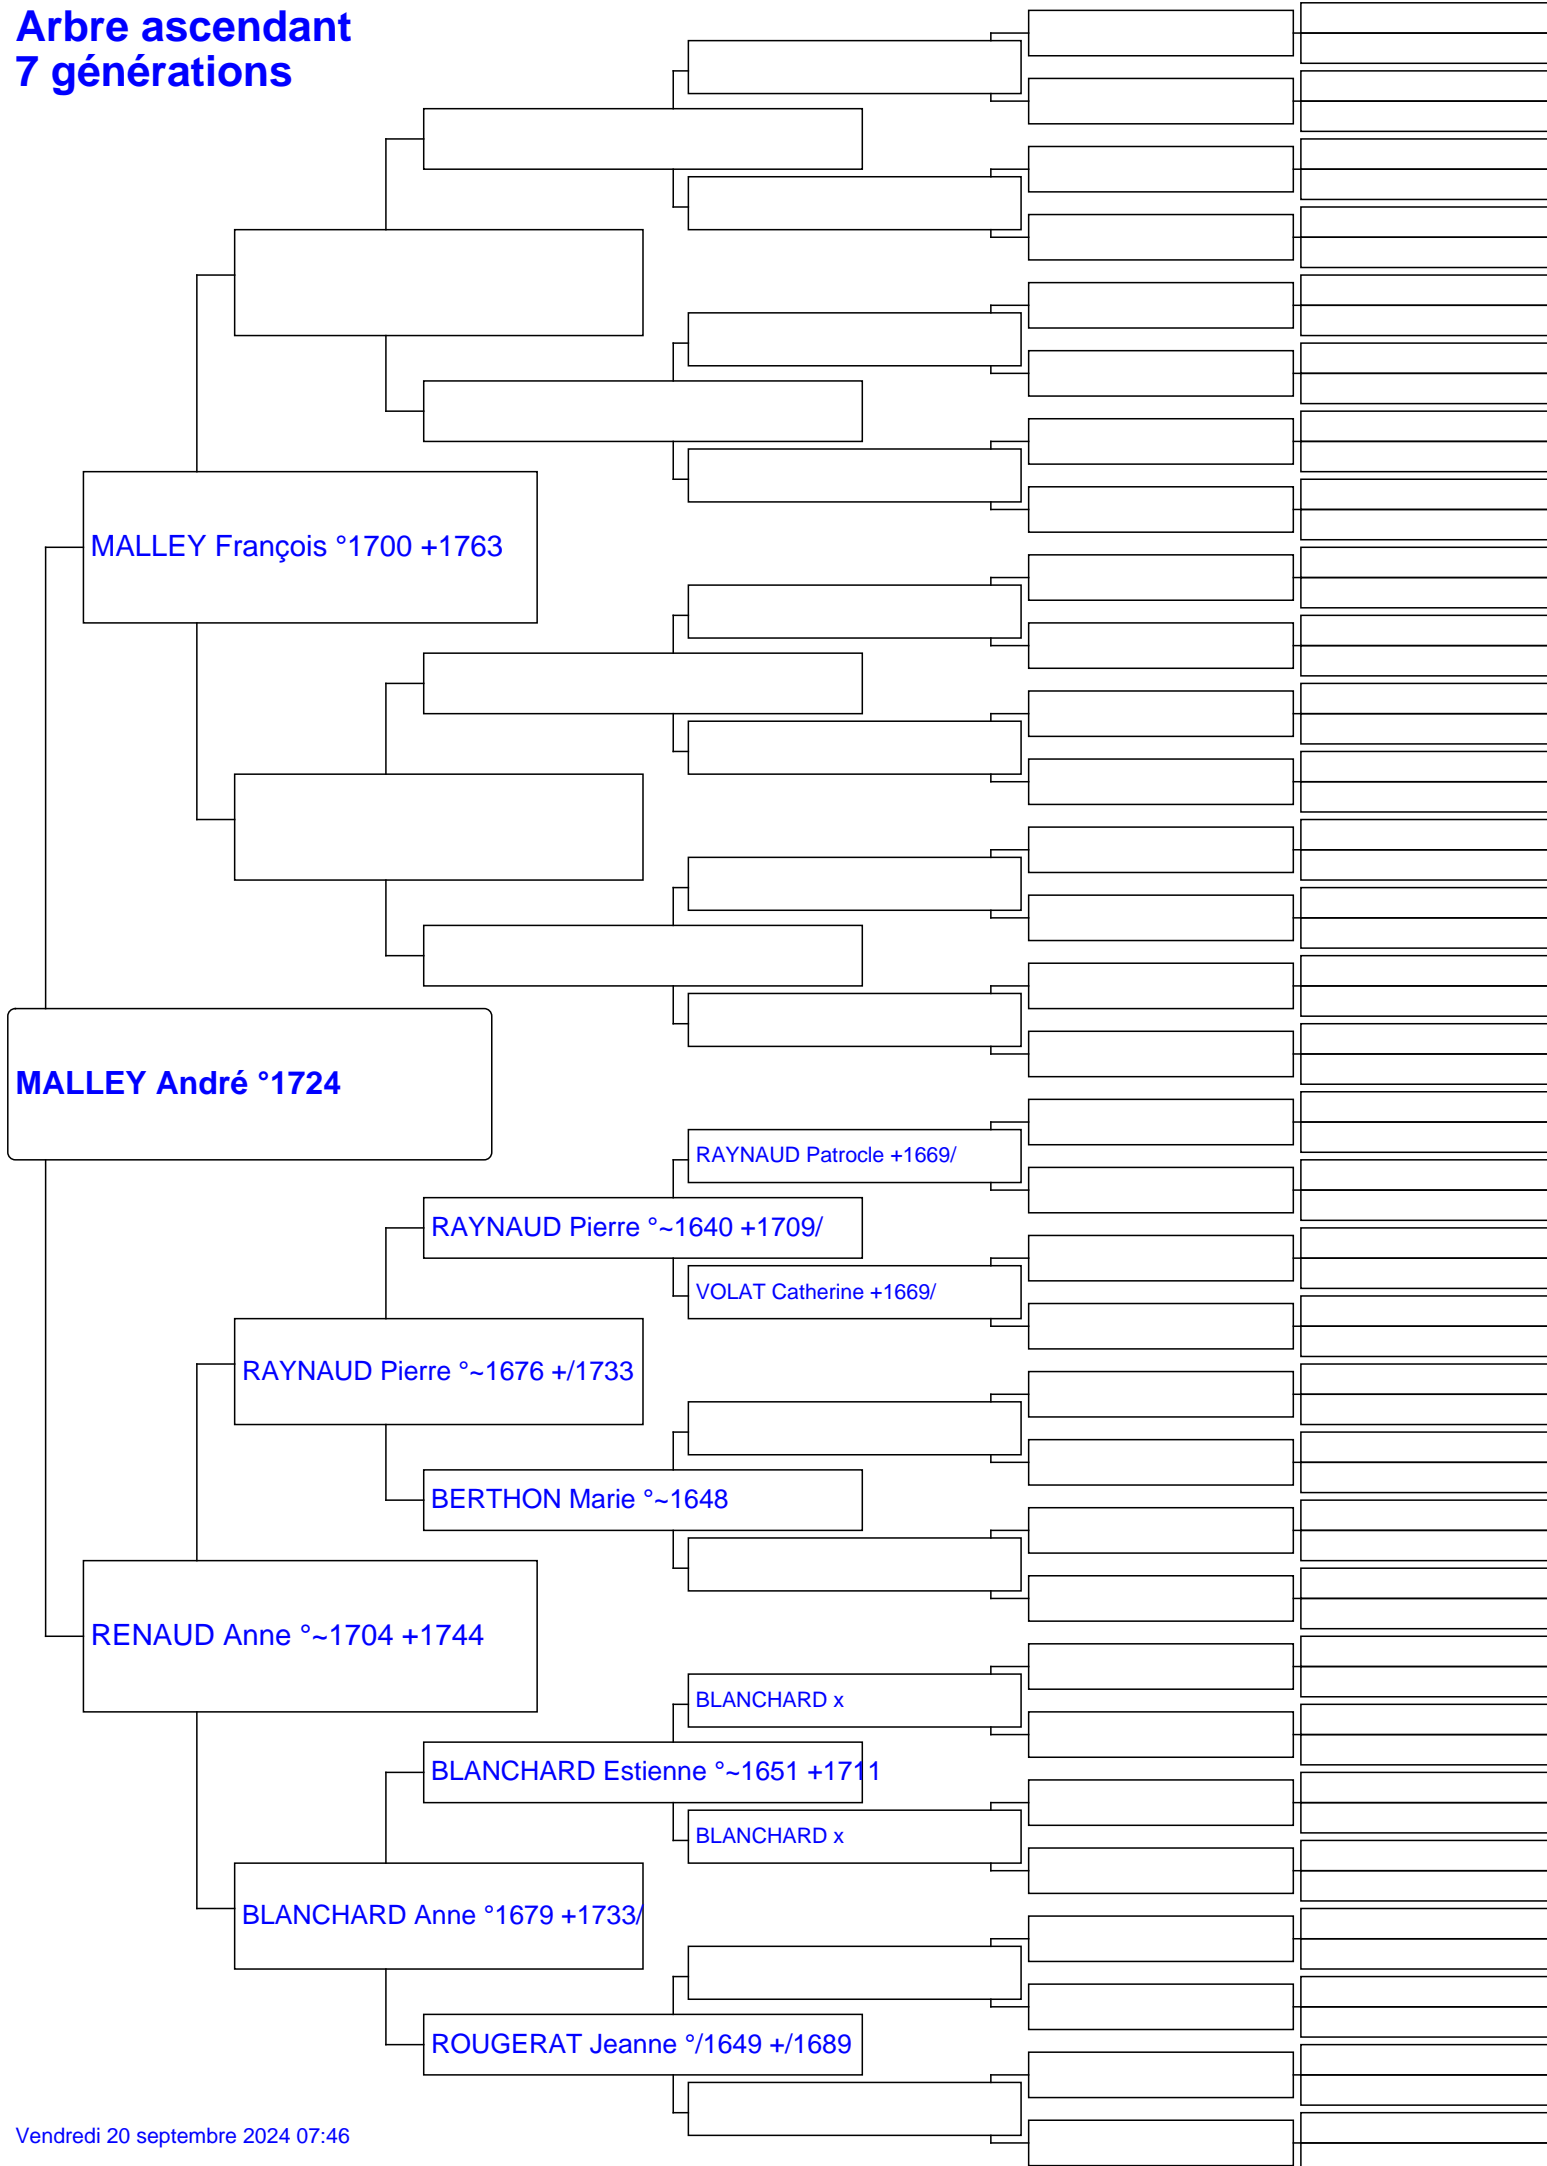 Arbre ascendant
7 générations
MALLEY François °1700 +1763
MALLEY André °1724
RAYNAUD Patrocle +1669/
RAYNAUD Pierre °~1640 +1709/
VOLAT Catherine +1669/
RAYNAUD Pierre °~1676 +/1733
BERTHON Marie °~1648
RENAUD Anne °~1704 +1744
BLANCHARD x
BLANCHARD Estienne °~1651 +1711
BLANCHARD x
BLANCHARD Anne °1679 +1733/
ROUGERAT Jeanne °/1649 +/1689
Vendredi 20 septembre 2024 07:46